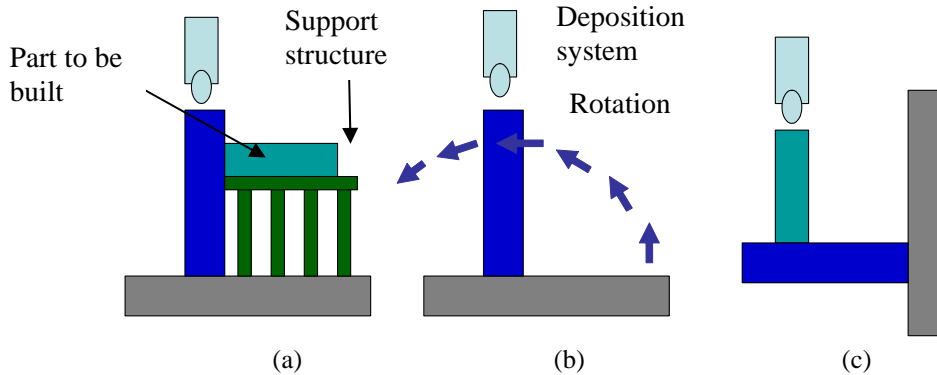 Part to be
built
Support
structure
Deposition
system
Rotation
(a)
(b)
(c)